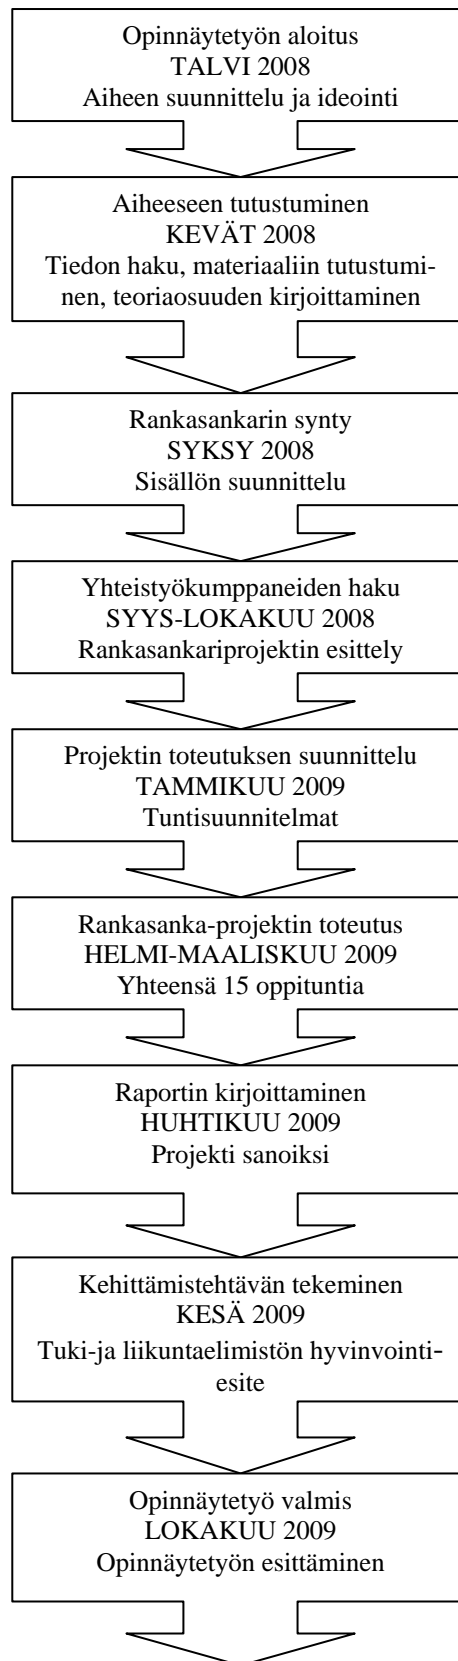 Opinnäytetyön aloitus
TALVI 2008
Aiheen suunnittelu ja ideointi
Aiheeseen tutustuminen
KEVÄT 2008
Tiedon haku, materiaaliin tutustumi-
nen, teoriaosuuden kirjoittaminen
Rankasankarin synty
SYKSY 2008
Sisällön suunnittelu
Yhteistyökumppaneiden haku
SYYS-LOKAKUU 2008
Rankasankariprojektin esittely
Projektin toteutuksen suunnittelu
TAMMIKUU 2009
Tuntisuunnitelmat
Rankasanka-projektin toteutus
HELMI-MAALISKUU 2009
Yhteensä 15 oppituntia
Raportin kirjoittaminen
HUHTIKUU 2009
Projekti sanoiksi
Kehittämistehtävän tekeminen
KESÄ 2009
Tuki-ja liikuntaelimistön hyvinvointi-
esite
Opinnäytetyö valmis
LOKAKUU 2009
Opinnäytetyön esittäminen